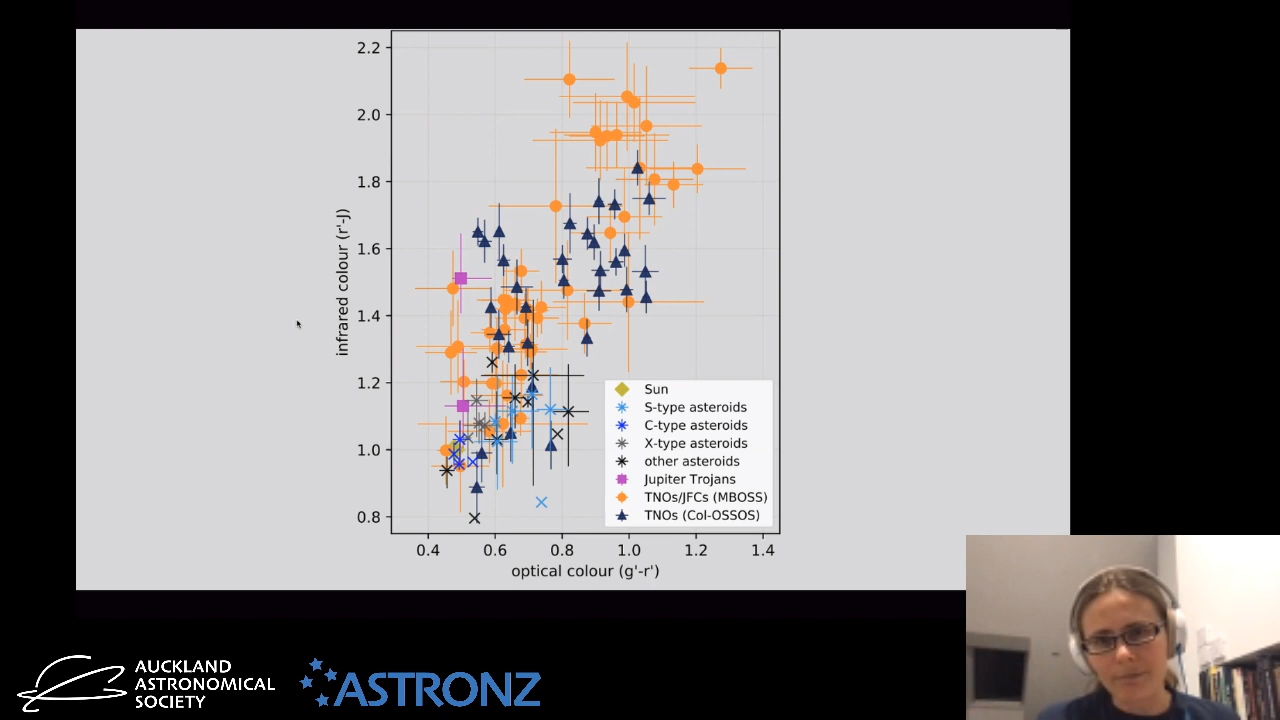 2.2
2.0
1.8
1.6
1.4
1.2
1.0
0.8
infrared colour (r'-J)
Sun
S-type asteroids
C-type asteroids
X-type asteroids
other asteroids
Jupiter Trojans
TNOs/JFCs (MBOSS)
TNOs (Col-OSSOS)
0.4 0.6 0.8 1.0 1.2 1.4
optical colour (g'-r')
AUCKLAND
ASTRONOMICAL
SOCIETY
ASTRONZ